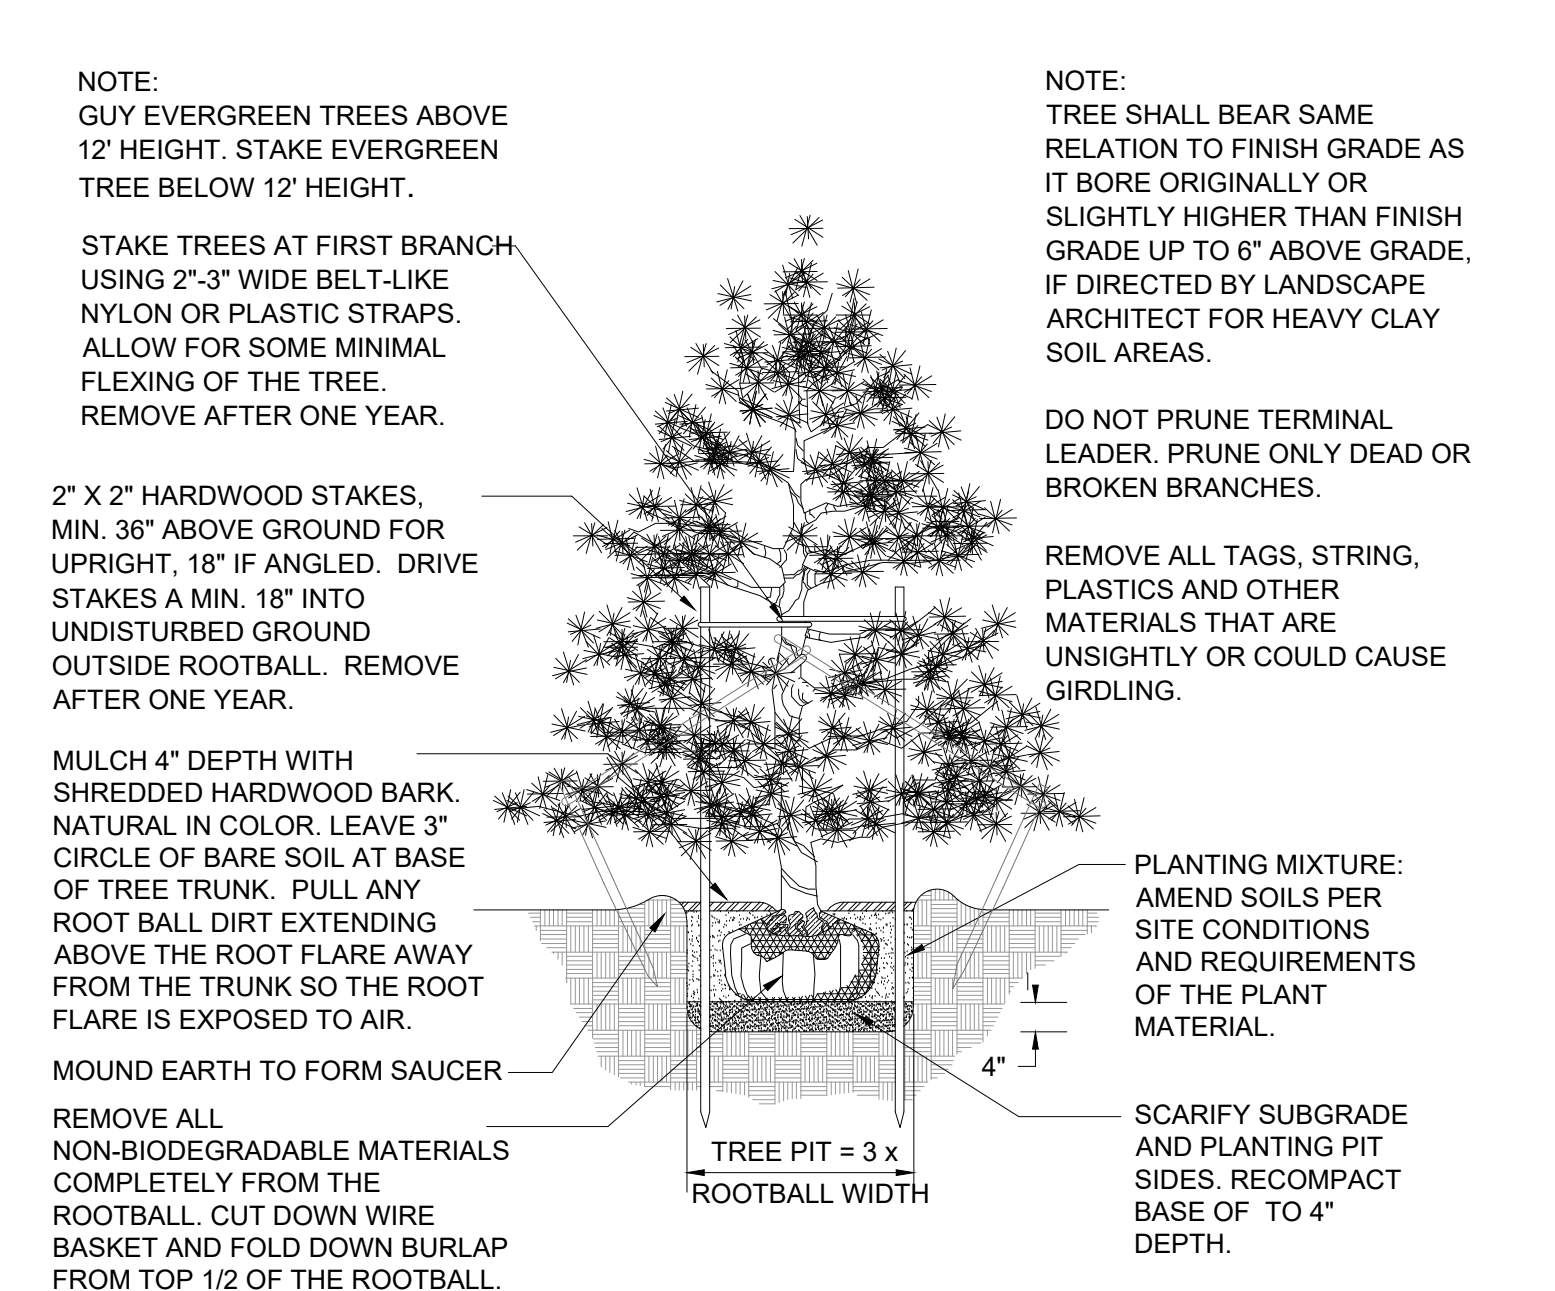 NOTE:
GUY EVERGREEN TREES ABOVE
12' HEIGHT. STAKE EVERGREEN
TREE BELOW 12' HEIGHT.
STAKE TREES AT FIRST BRANCH
USING 2"-3" WIDE BELT-LIKE
NYLON OR PLASTIC STRAPS.
ALLOW FOR SOME MINIMAL
FLEXING OF THE TREE.
REMOVE AFTER ONE YEAR.
2" X 2" HARDWOOD STAKES,
MIN. 36" ABOVE GROUND FOR
UPRIGHT, 18" IF ANGLED.  DRIVE
STAKES A MIN. 18" INTO
UNDISTURBED GROUND
OUTSIDE ROOTBALL.  REMOVE
AFTER ONE YEAR.
MULCH 4" DEPTH WITH
SHREDDED HARDWOOD BARK.
NATURAL IN COLOR. LEAVE 3"
CIRCLE OF BARE SOIL AT BASE
OF TREE TRUNK.  PULL ANY
ROOT BALL DIRT EXTENDING
ABOVE THE ROOT FLARE AWAY
FROM THE TRUNK SO THE ROOT
FLARE IS EXPOSED TO AIR.
MOUND EARTH TO FORM SAUCER
REMOVE ALL
NON-BIODEGRADABLE MATERIALS
COMPLETELY FROM THE
ROOTBALL. CUT DOWN WIRE
BASKET AND FOLD DOWN BURLAP
FROM TOP 1/2 OF THE ROOTBALL.
TREE PIT = 3 x
ROOTBALL WIDTH
NOTE:
TREE SHALL BEAR SAME
RELATION TO FINISH GRADE AS
IT BORE ORIGINALLY OR
SLIGHTLY HIGHER THAN FINISH
GRADE UP TO 6" ABOVE GRADE,
IF DIRECTED BY LANDSCAPE
ARCHITECT FOR HEAVY CLAY
SOIL AREAS.
DO NOT PRUNE TERMINAL
LEADER. PRUNE ONLY DEAD OR
BROKEN BRANCHES.
REMOVE ALL TAGS, STRING,
PLASTICS AND OTHER
MATERIALS THAT ARE
UNSIGHTLY OR COULD CAUSE
GIRDLING.
PLANTING MIXTURE:
AMEND SOILS PER
SITE CONDITIONS
AND REQUIREMENTS
OF THE PLANT
MATERIAL.
4"
SCARIFY SUBGRADE
AND PLANTING PIT
SIDES. RECOMPACT
BASE OF  TO 4"
DEPTH.